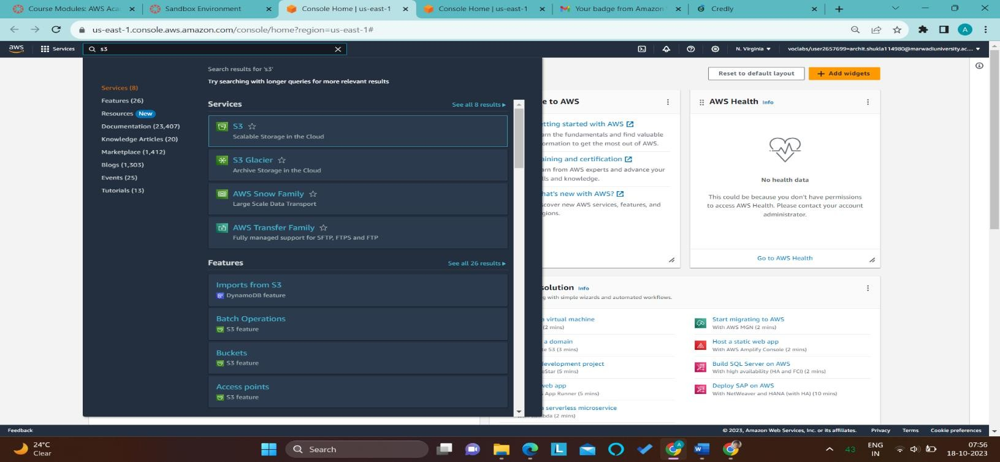 Course Modules: AWS Aca
Sandbox Environment
Console Home | us-east-1
Console Home | us-east-1
Your badge from Amazon
Credly
us-east-1.console.aws.amazon.com/console/home?region=us-east-1#
A
aws
Services
s3
N. Virginia
voclabs/user2657699=archit.shukla114980@marwadiuniversity.ac....
Search results for 's3'
Try searching with longer queries for more relevant results
Services (8)
Features (26)
Resources New
Documentation (23,407)
Knowledge Articles (20)
Marketplace (1,412)
Blogs (1,303)
Events (25)
Tutorials (13)
Services
See all 8 results
S3
Scalable Storage in the Cloud
S3 Glacier
Archive Storage in the Cloud
AWS Snow Family
Large Scale Data Transport
AWS Transfer Family
Fully managed support for SFTP, FTPS and FTP
Features
See all 26 results
Imports from S3
DynamoDB feature
Batch Operations
S3 feature
Buckets
S3 feature
Access points
S3 feature
Reset to default layout
+ Add widgets
e to AWS
tting started with AWS
arn the fundamentals and find valuable
ormation to get the most out of AWS.
aining and certification
arn from AWS experts and advance your
lls and knowledge.
hat's new with AWS?
scover new AWS services, features, and
gions.
AWS Health Info
No health data
This could be because you don't have permissions
to access AWS Health. Please contact your account
administrator.
Go to AWS Health
solution Info
g with simple wizards and automated workflows.
a virtual machine
(2 mins)
a domain
te 53 (3 mins)
development project
eStar (5 mins)
web app
App Runner (5 mins)
a serverless microservice
mbda (2 mins)
Start migrating to AWS
With AWS MGN (2 mins)
Host a static web app
With AWS Amplify Console (2 mins)
Build SQL Server on AWS
With high availability (HA and FCI) (2 mins)
Deploy SAP on AWS
With NetWeaver and HANA (with HA) (10 mins)
Feedback
© 2023, Amazon Web Services, Inc. or its affiliates.
Privacy
Terms
Cookie preferences
24°C
Clear
Search
43
ENG
IN
07:56
18-10-2023